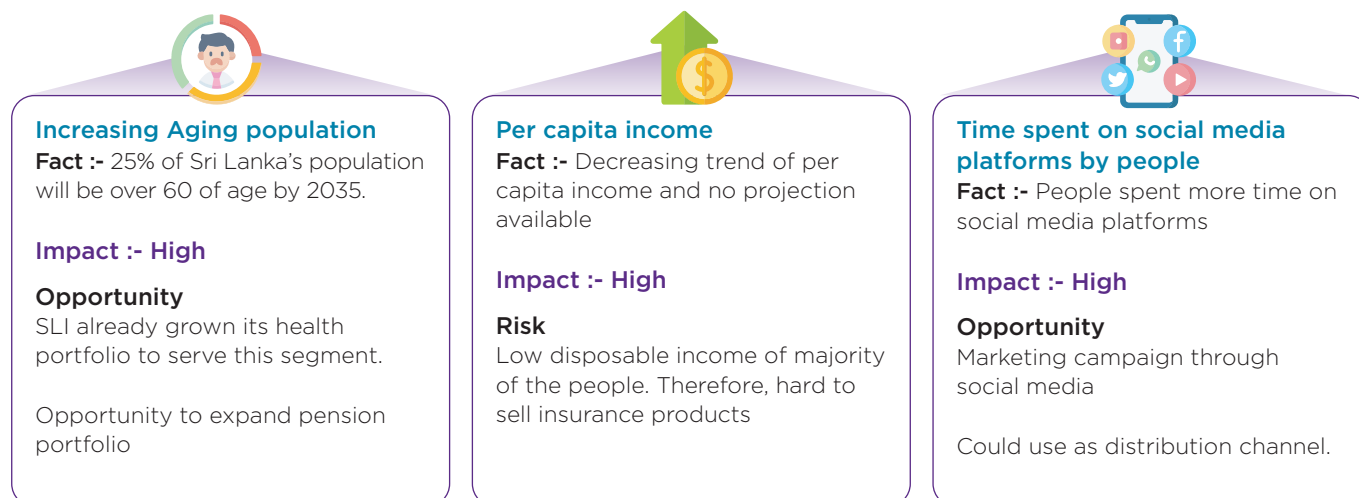 Increasing Aging population
Fact :- 25% of Sri Lanka's population
will be over 60 of age by 2035.
Impact :- High
Opportunity
SLI already grown its health
portfolio to serve this segment.
Opportunity to expand pension
portfolio
Per capita income
Fact :- Decreasing trend of per
capita income and no projection
available
Impact :- High
Risk
Low disposable income of majority
of the people. Therefore, hard to
sell insurance products
Time spent on social media
platforms by people
Fact :- People spent more time on
social media platforms
Impact :- High
Opportunity
Marketing campaign through
social media
Could use as distribution channel.